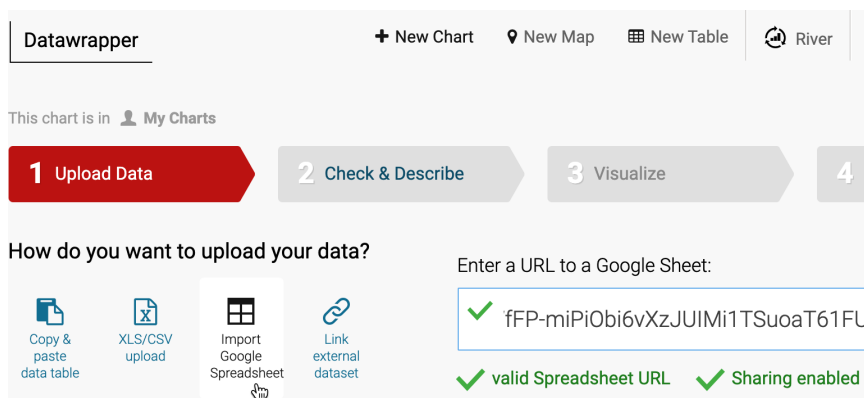 Datawrapper
New Chart
New Map
New Table
River
This chart is in My Charts
1 Upload Data
2 Check & Describe
3 Visualize
4
How do you want to upload your data?
Copy &
paste
data table
XLS/CSV
upload
Import
Google
Spreadsheet
Link
external
dataset
Enter a URL to a Google Sheet:
fFP-miPiObi6vXzJUIMi1TSuoaT61FU
valid Spreadsheet URL
Sharing enabled